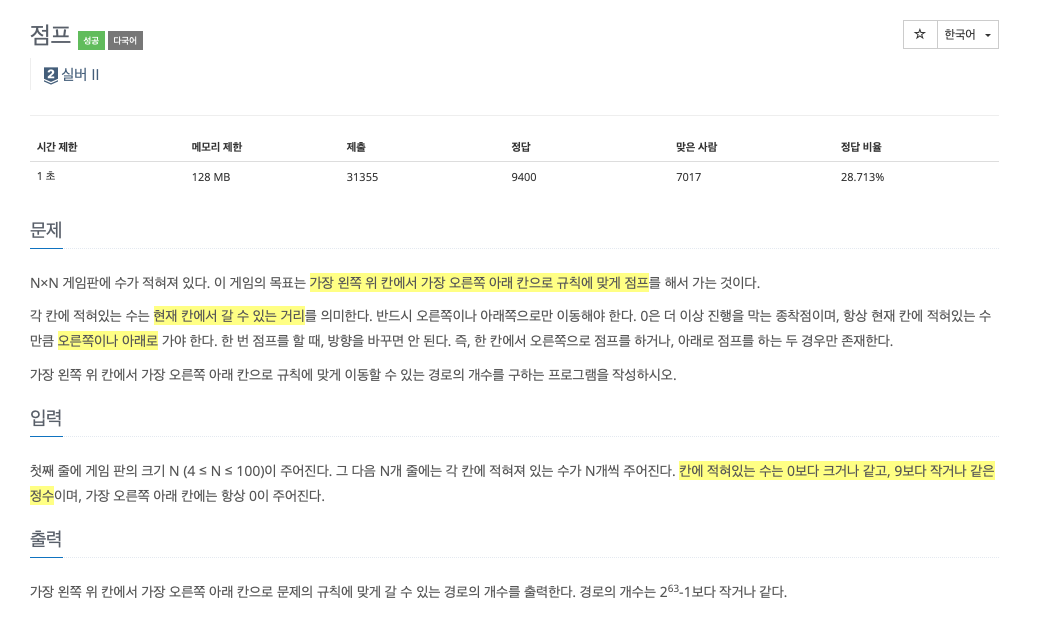 점프 성공 다국어
☆ 한국어
2 실버 II
시간 제한 메모리 제한 제출 정답 맞은 사람 정답 비율
1 초 128 MB 31355 9400 7017 28.713%
문제
N×N 게임판에 수가 적혀져 있다. 이 게임의 목표는 가장 왼쪽 위 칸에서 가장 오른쪽 아래 칸으로 규칙에 맞게 점프를 해서 가는 것이다.
각 칸에 적혀있는 수는 현재 칸에서 갈 수 있는 거리를 의미한다. 반드시 오른쪽이나 아래쪽으로만 이동해야 한다. 0은 더 이상 진행을 막는 종착점이며, 항상 현재 칸에 적혀있는 수
만큼 오른쪽이나 아래로 가야 한다. 한 번 점프를 할 때, 방향을 바꾸면 안 된다. 즉, 한 칸에서 오른쪽으로 점프를 하거나, 아래로 점프를 하는 두 경우만 존재한다.
가장 왼쪽 위 칸에서 가장 오른쪽 아래 칸으로 규칙에 맞게 이동할 수 있는 경로의 개수를 구하는 프로그램을 작성하시오.
입력
첫째 줄에 게임 판의 크기 N (4 ≤ N ≤ 100)이 주어진다. 그 다음 N개 줄에는 각 칸에 적혀져 있는 수가 N개씩 주어진다. 칸에 적혀있는 수는 0보다 크거나 같고, 9보다 작거나 같은
정수이며, 가장 오른쪽 아래 칸에는 항상 0이 주어진다.
출력
가장 왼쪽 위 칸에서 가장 오른쪽 아래 칸으로 문제의 규칙에 맞게 갈 수 있는 경로의 개수를 출력한다. 경로의 개수는 2⁶³-1보다 작거나 같다.